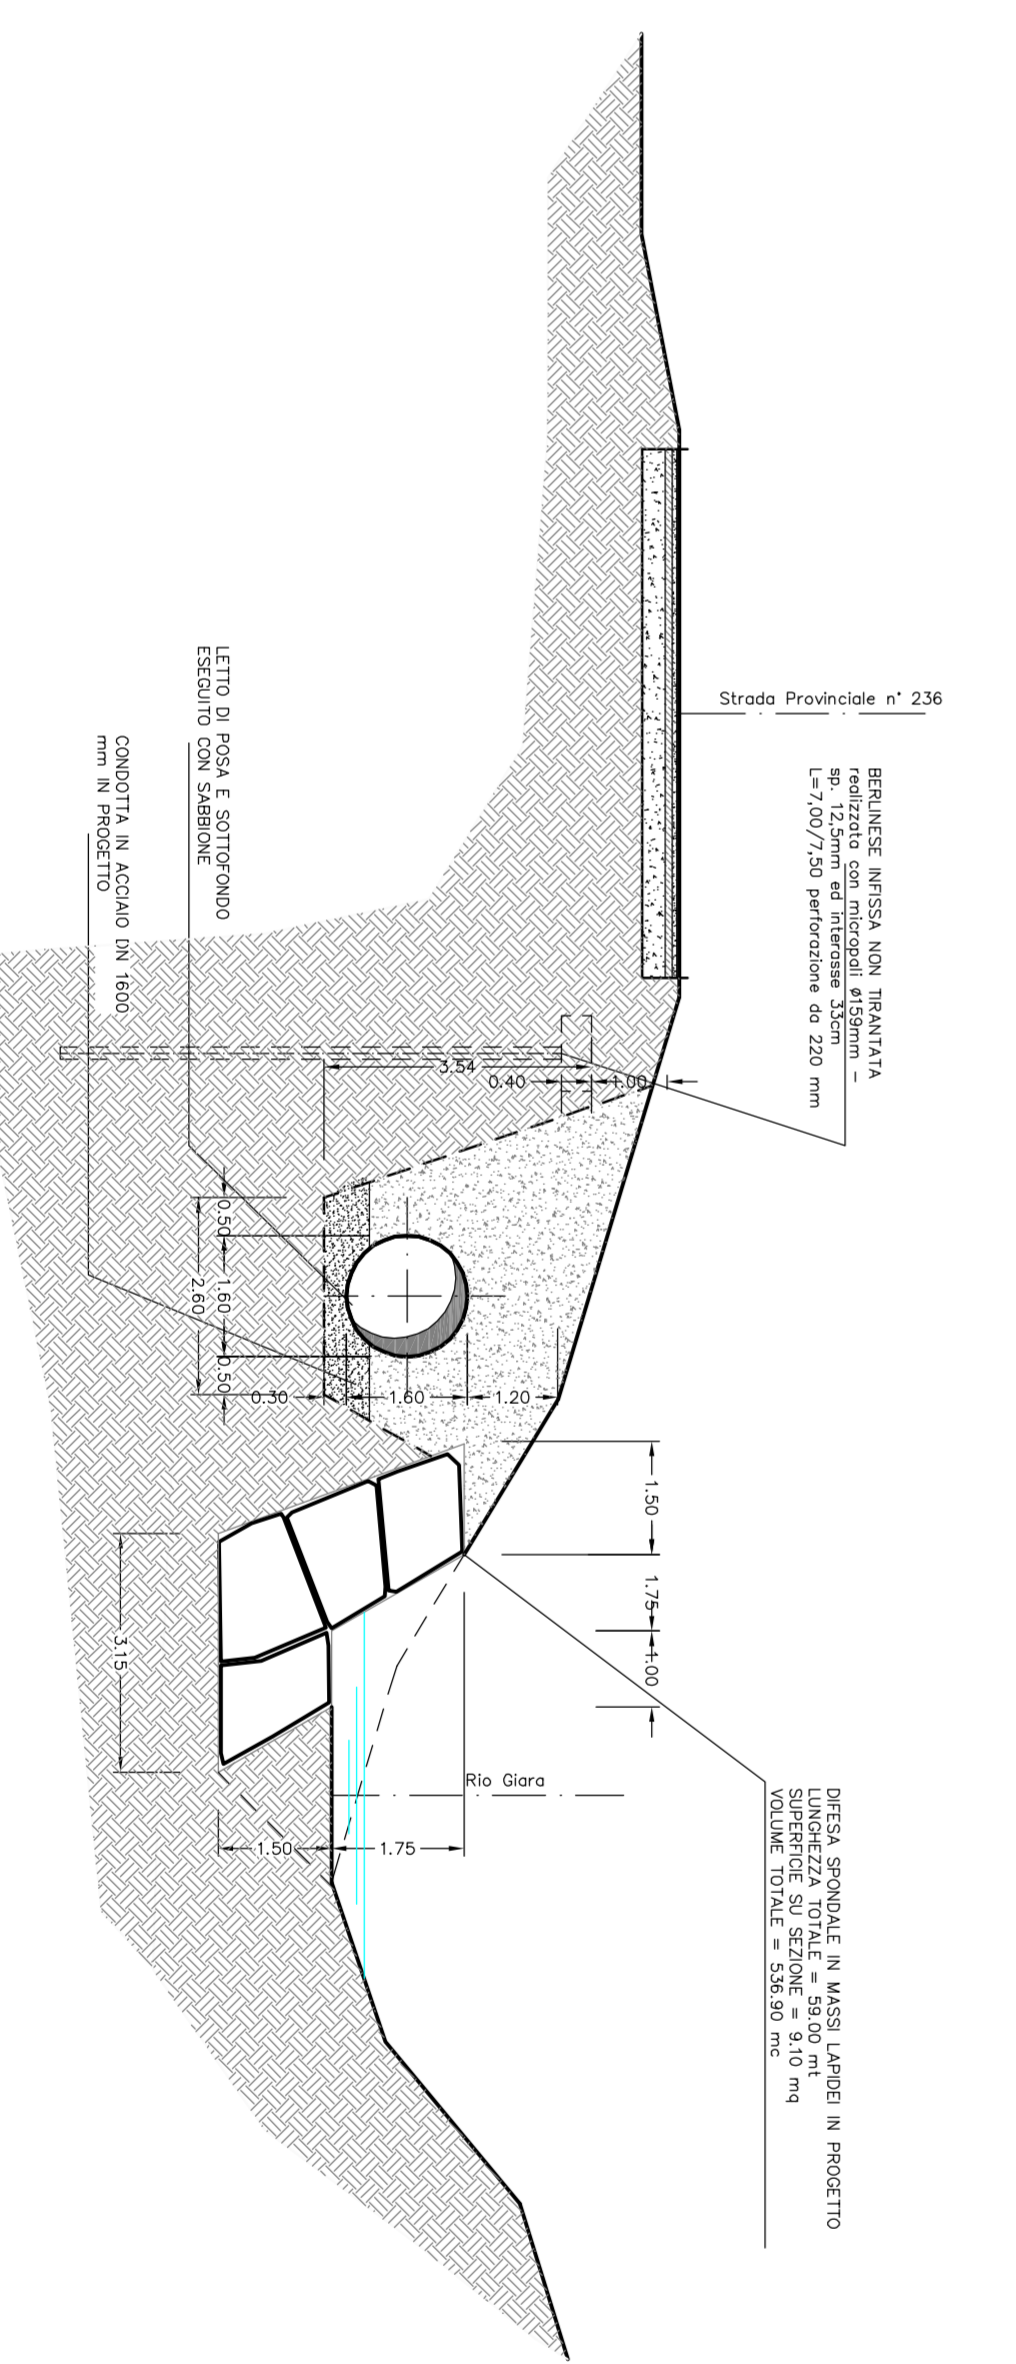 Strada Provinciale n° 236
BERLINESE INFISSA NON TIRANTATA
realizzata con micropali ø159mm –
sp. 12,5mm ed interasse 33cm
L=7,00/7,50 perforazione da 220 mm
LETTO DI POSA E SOTTOFONDO
ESEGUITO CON SABBIONE
CONDOTTA IN ACCIAIO DN 1600
mm IN PROGETTO
3.54
0.40
1.00
0.50
1.60
0.50
2.60
0.30
1.60
1.20
1.50
1.75
1.00
3.15
Rio Giara
1.50
1.75
DIFESA SPONDALE IN MASSI LAPIDEI IN PROGETTO
LUNGHEZZA TOTALE = 59.00 mt
SUPERFICIE SU SEZIONE = 9.10 mq
VOLUME TOTALE = 536.90 mc